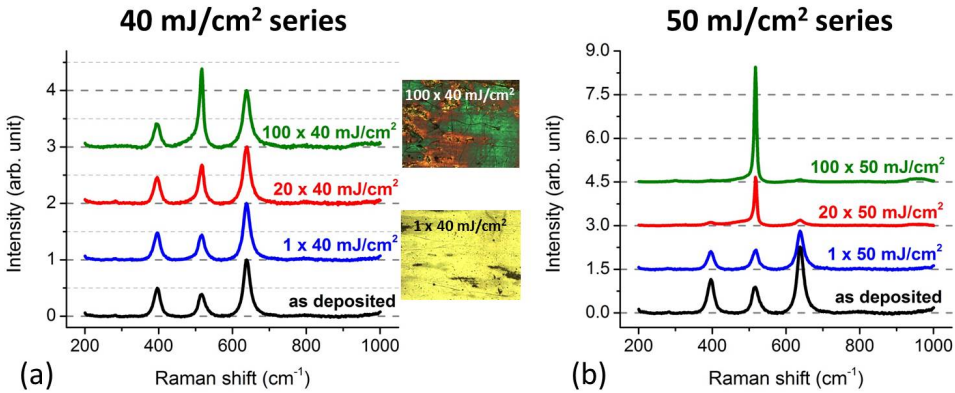 40 mJ/cm² series
50 mJ/cm² series
Intensity (arb. unit)
4
3
2
1
0
100 x 40 mJ/cm²
20 x 40 mJ/cm²
1 x 40 mJ/cm²
as deposited
200 400 600 800 1000
Raman shift (cm⁻¹)
(a)
100 x 40 mJ/cm²
1 x 40 mJ/cm²
Intensity (arb. unit)
9.0
7.5
6.0
4.5
3.0
1.5
0.0
100 x 50 mJ/cm²
20 x 50 mJ/cm²
1 x 50 mJ/cm²
as deposited
200 400 600 800 1000
Raman shift (cm⁻¹)
(b)